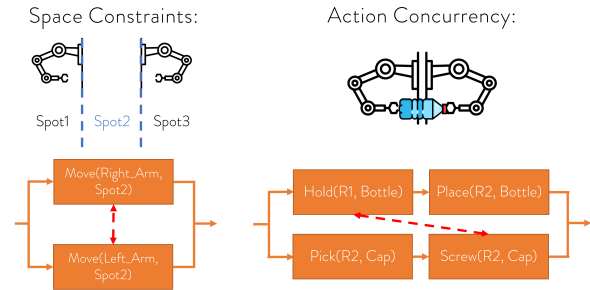 Space Constraints:
Action Concurrency:
Spot1
Spot2
Spot3
Move(Right_Arm,
Spot2)
Move(Left_Arm,
Spot2)
Hold(R1, Bottle)
Place(R2, Bottle)
Pick(R2, Cap)
Screw(R2, Cap)